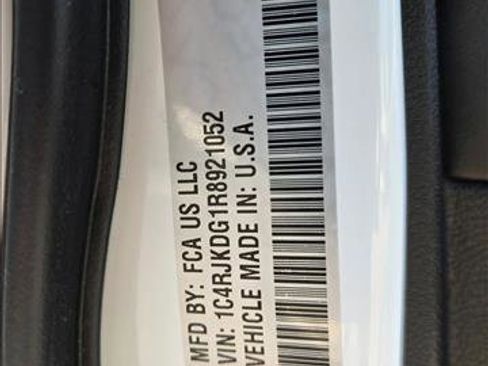 MFD BY: FCA US LLC
VIN: 1C4RJKDG1R8921052
VEHICLE MADE IN: U.S.A.